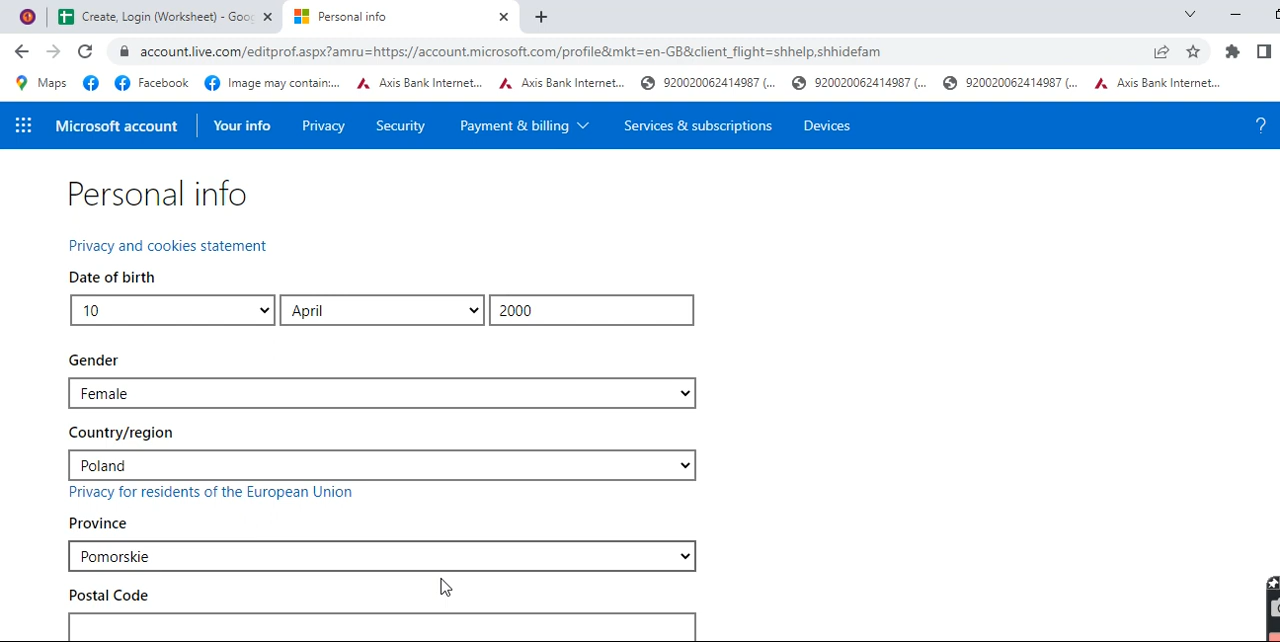 Create, Login (Worksheet) - Goog
Personal info
account.live.com/editprof.aspx?amru=https://account.microsoft.com/profile&mkt=en-GB&client_flight=shhelp,shhidefam
Maps Facebook Image may contain:... Axis Bank Internet... Axis Bank Internet... 920020062414987 (... 920020062414987 (... 920020062414987 (... Axis Bank Internet...
Microsoft account Your info Privacy Security Payment & billing Services & subscriptions Devices ?
Personal info
Privacy and cookies statement
Date of birth
10 April 2000
Gender
Female
Country/region
Poland
Privacy for residents of the European Union
Province
Pomorskie
Postal Code